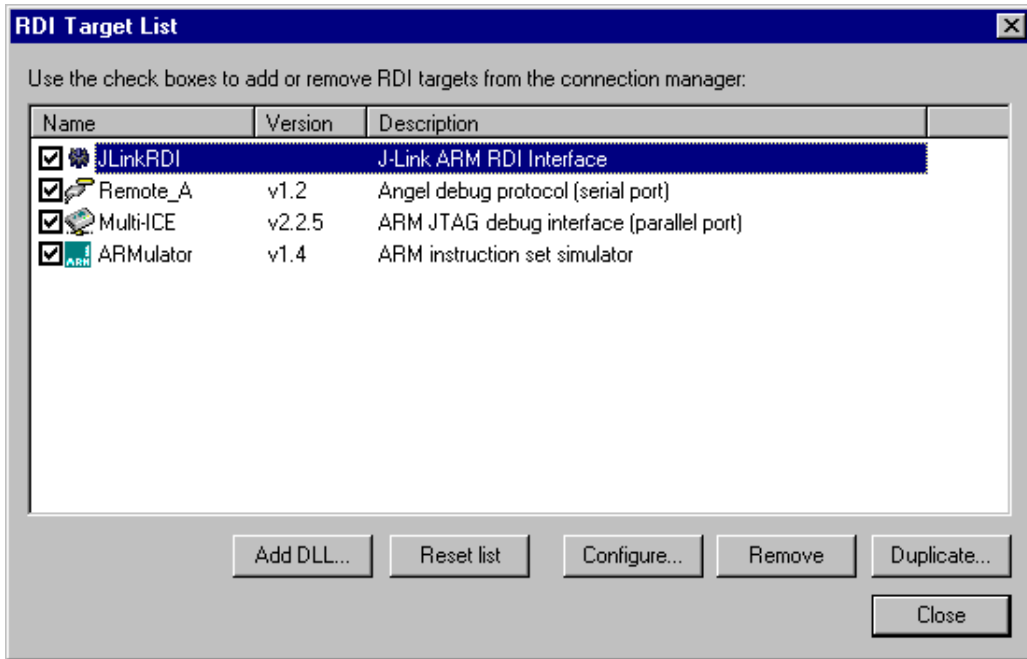 RDI Target List
Use the check boxes to add or remove RDI targets from the connection manager:
Name Version Description
JLinkRDI J-Link ARM RDI Interface
Remote_A v1.2 Angel debug protocol (serial port)
Multi-ICE v2.2.5 ARM JTAG debug interface (parallel port)
ARM ARMulator v1.4 ARM instruction set simulator
Add DLL... Reset list Configure... Remove Duplicate...
Close